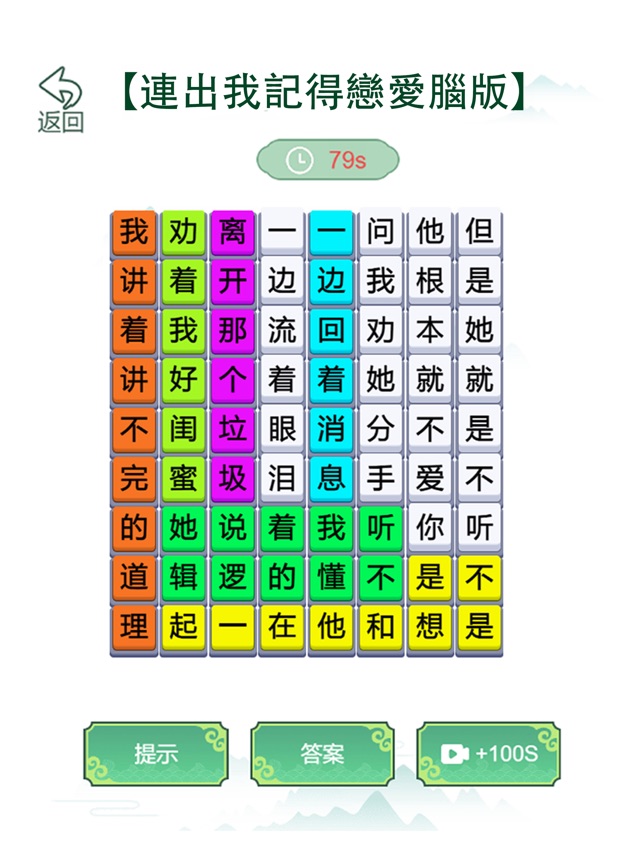 返回
【連出我記得戀愛腦版】
79s
我劝离一一问他但
讲着开边边我根是
着我那流回劝本她
讲好个着着她就就
不闺垃眼消分不是
完蜜圾泪息手爱不
的她说着我听你听
道辑逻的懂不是不
理起一在他和想是
提示
答案
+100S